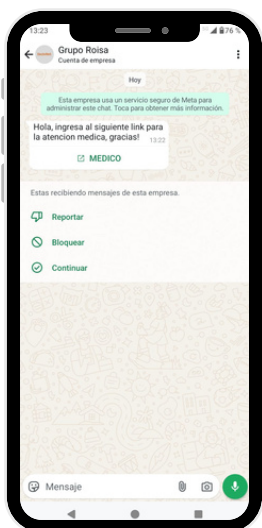 13:23
76 %
Grupo Roisa
Cuenta de empresa
Hoy
Esta empresa usa un servicio seguro de Meta para
administrar este chat. Toca para obtener más información.
Hola, ingresa al siguiente link para
la atencion medica, gracias!
13:22
MEDICO
Estas recibiendo mensajes de esta empresa.
Reportar
Bloquear
Continuar
Mensaje